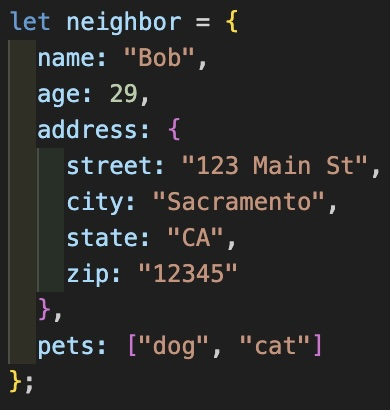 let neighbor = {
  name: "Bob",
  age: 29,
  address: {
    street: "123 Main St",
    city: "Sacramento",
    state: "CA",
    zip: "12345"
  },
  pets: ["dog", "cat"]
};